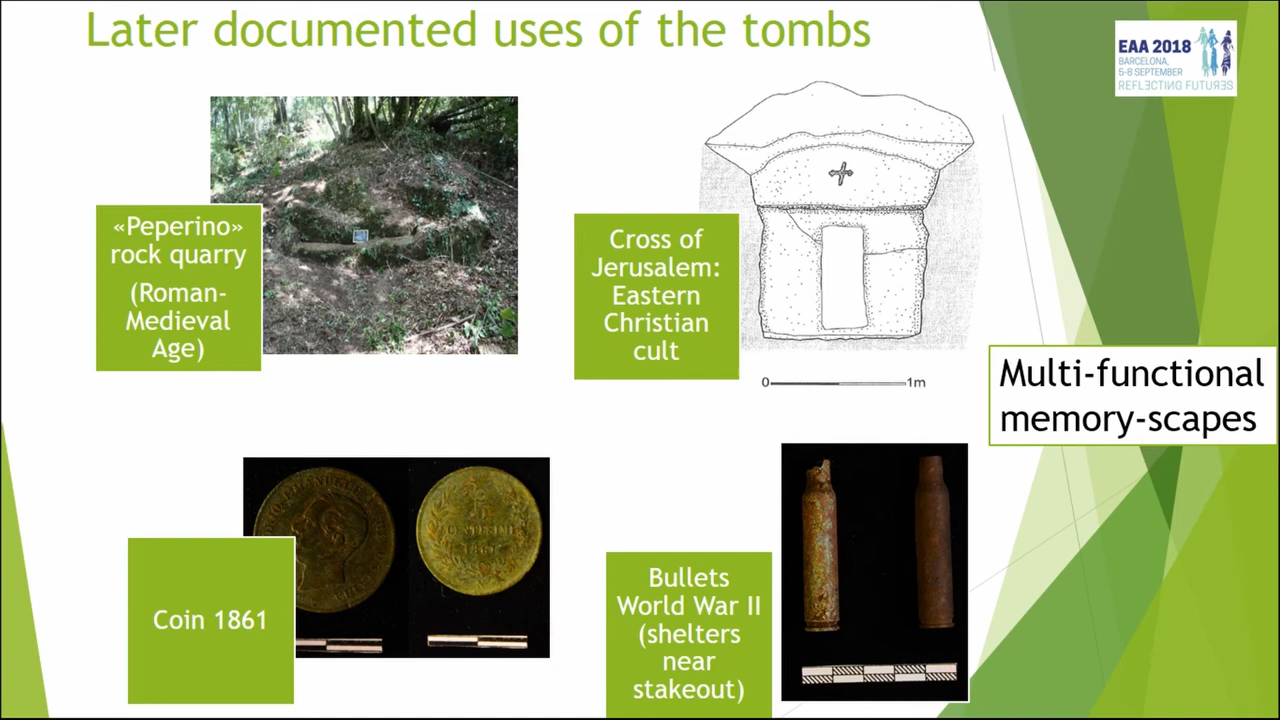 Later documented uses of the tombs
EAA 2018
BARCELONA,
5-8 SEPTEMBER
REFLECTING FUTURES
«Peperino»
rock quarry
(Roman-
Medieval
Age)
Cross of
Jerusalem:
Eastern
Christian
cult
0
1m
Multi-functional
memory-scapes
Coin 1861
CENTESIMI
1861
Bullets
World War II
(shelters
near
stakeout)